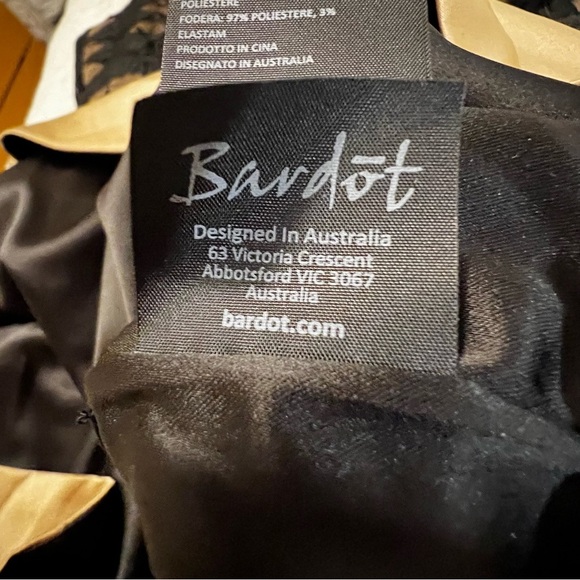 POLIESTERE
FODERA: 97% POLIESTERE, 3%
ELASTAM
PRODOTTO IN CINA
DISEGNATO IN AUSTRALIA
Bardōt
Designed In Australia
63 Victoria Crescent
Abbotsford VIC 3067
Australia
bardot.com